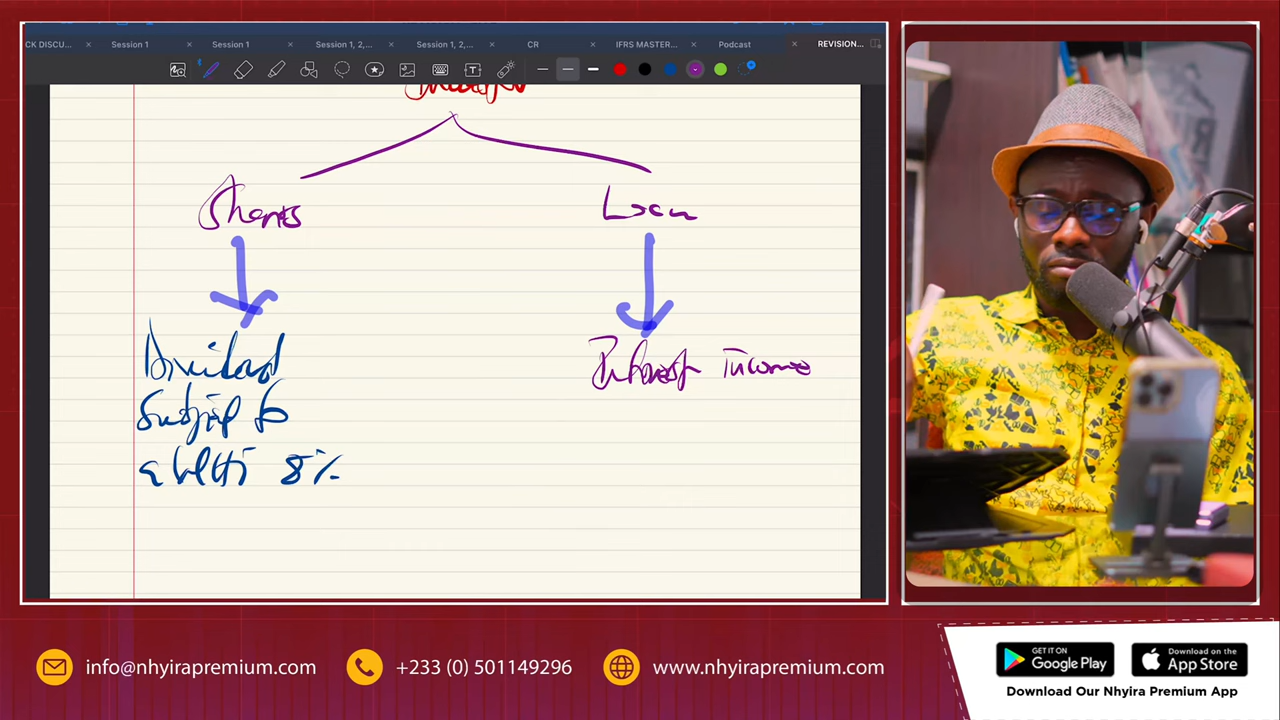 CK DISCU...
Session 1
Session 1
Session 1, 2,...
Session 1, 2,...
CR
IFRS MASTER...
Podcast
REVISION...
Shares
Loan
Dividend
Subject to
a WHT 8%
Interest income
info@nhyirapremium.com
+233 (0) 501149296
www.nhyirapremium.com
GET IT ON
Google Play
Download on the
App Store
Download Our Nhyira Premium App